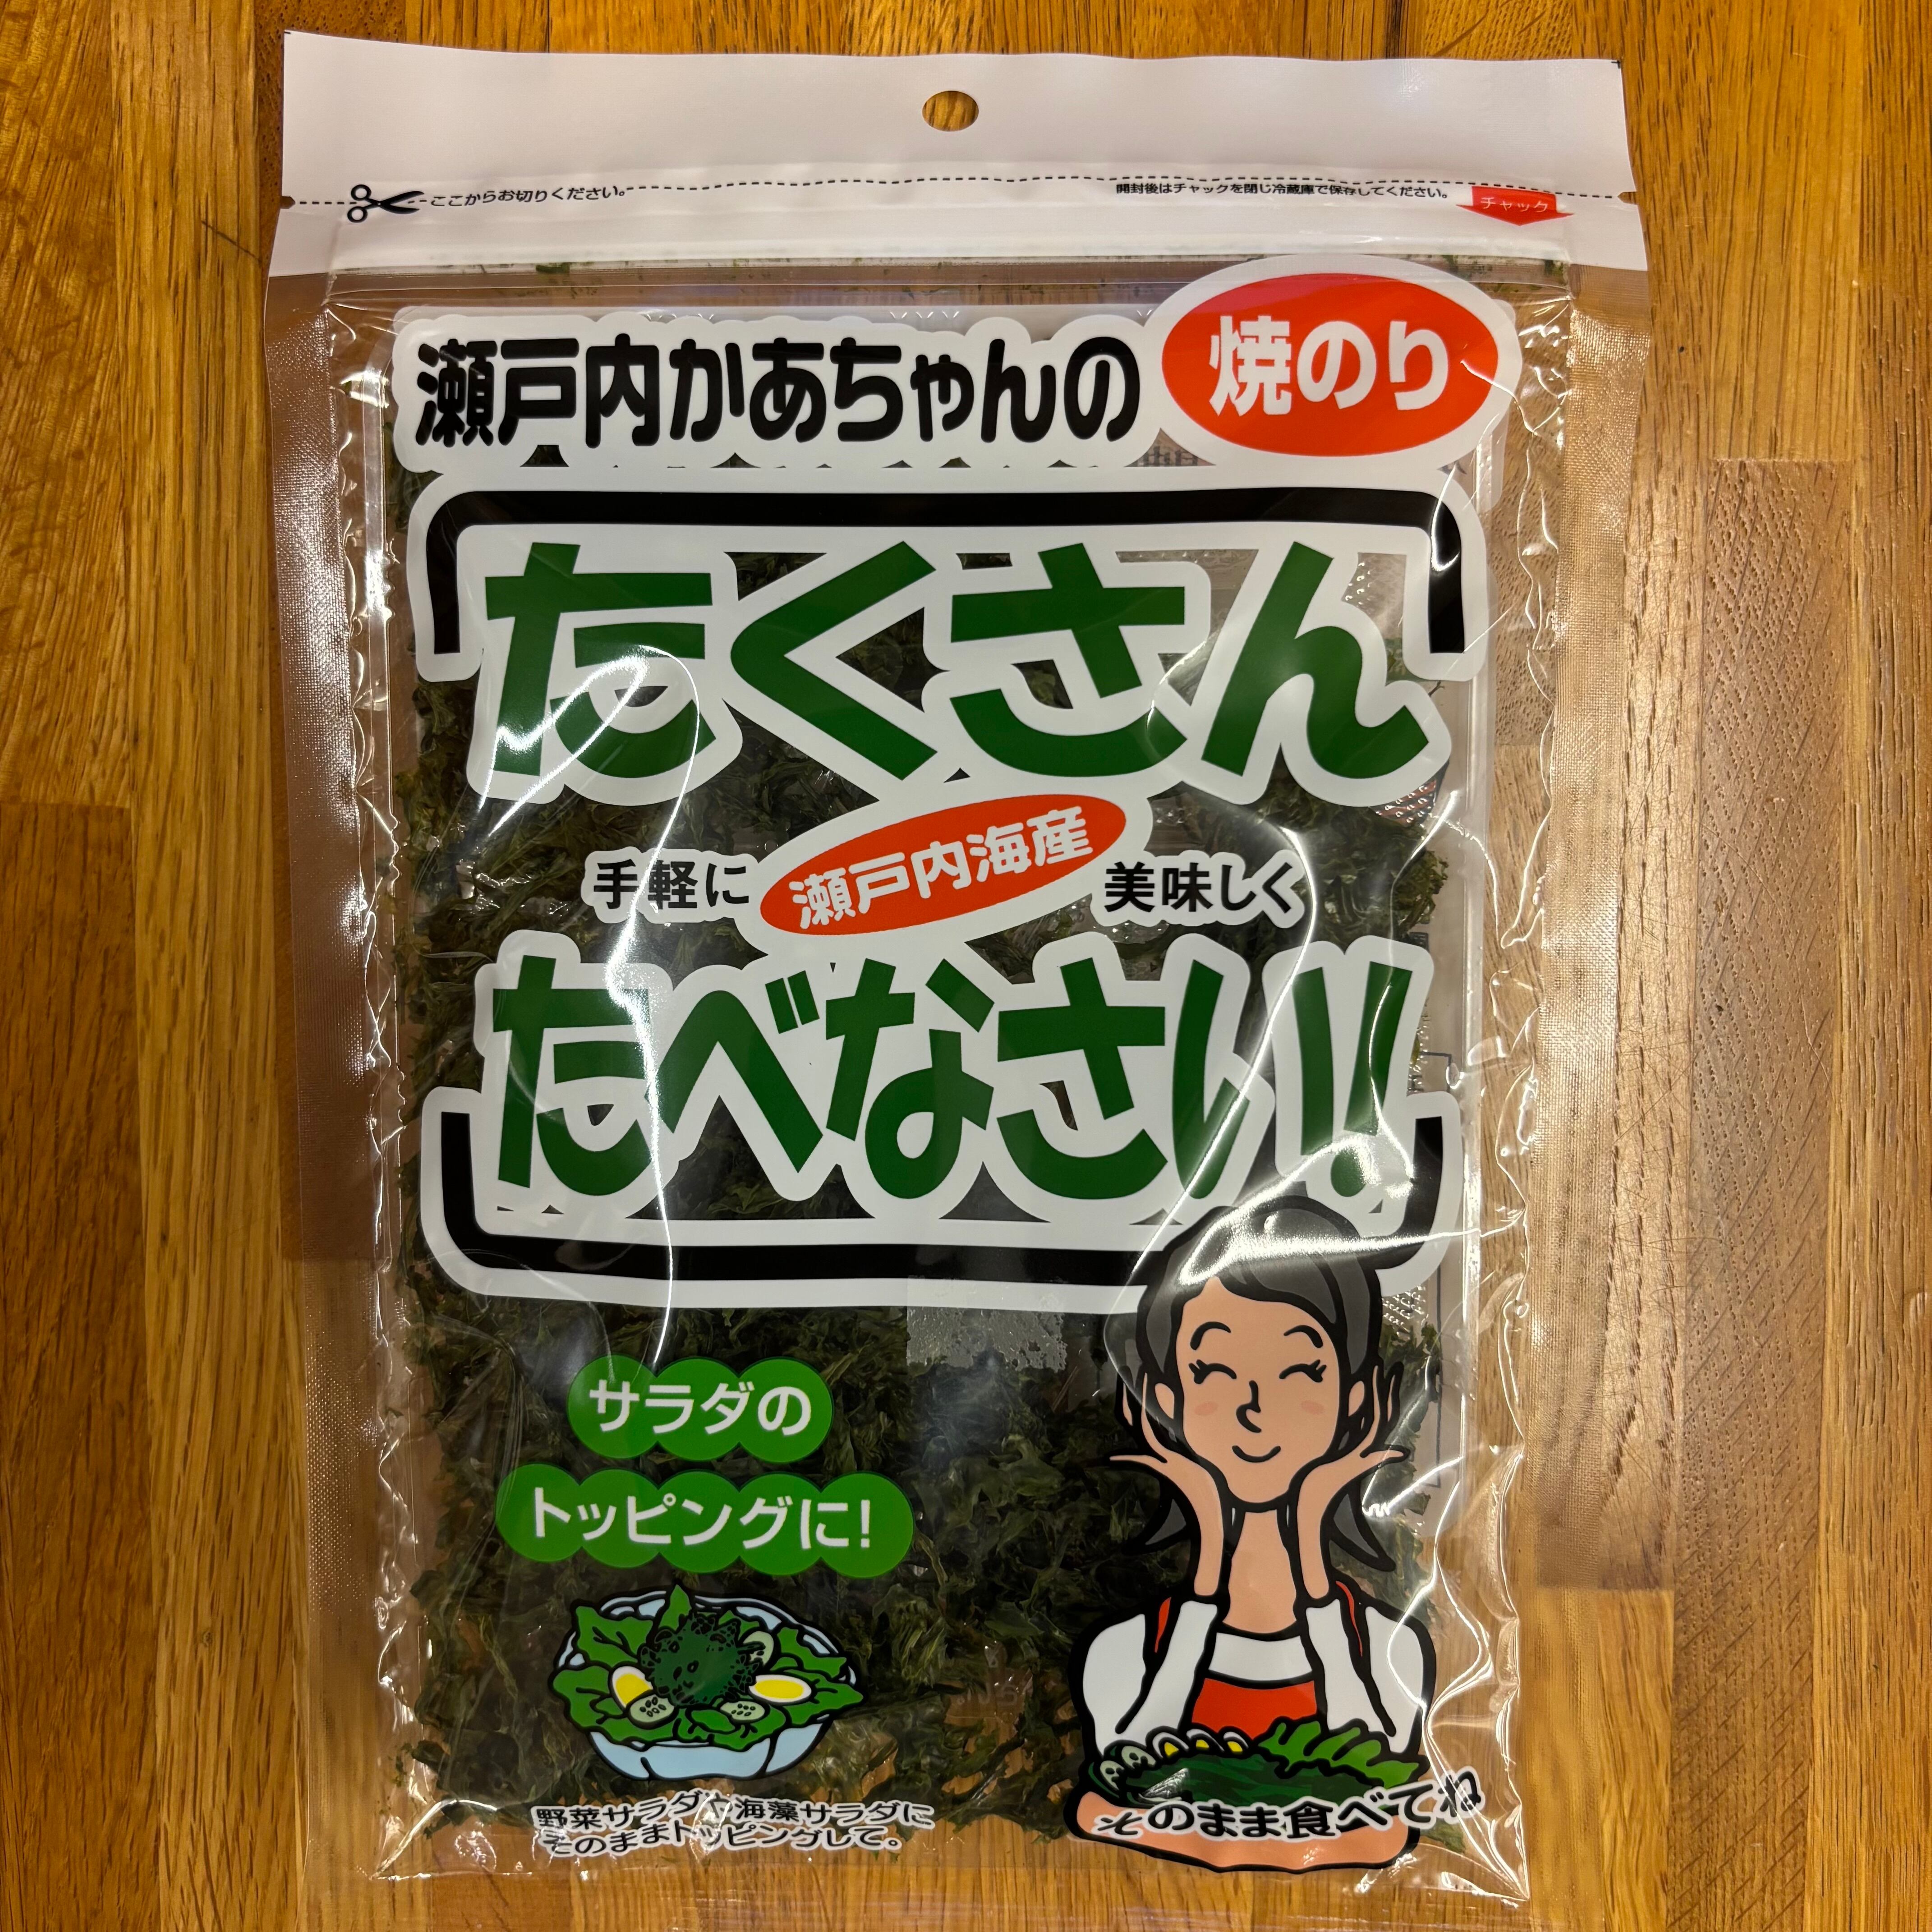 ここからお切りください。
開封後はチャックを閉じ冷蔵庫で保存してください。
チャック
瀬戸内かあちゃんの
焼のり
たくさん
手軽に
瀬戸内海産
美味しく
たべなさい!!
サラダの
トッピングに!
野菜サラダや海藻サラダに
そのままトッピングして。
そのまま食べてね